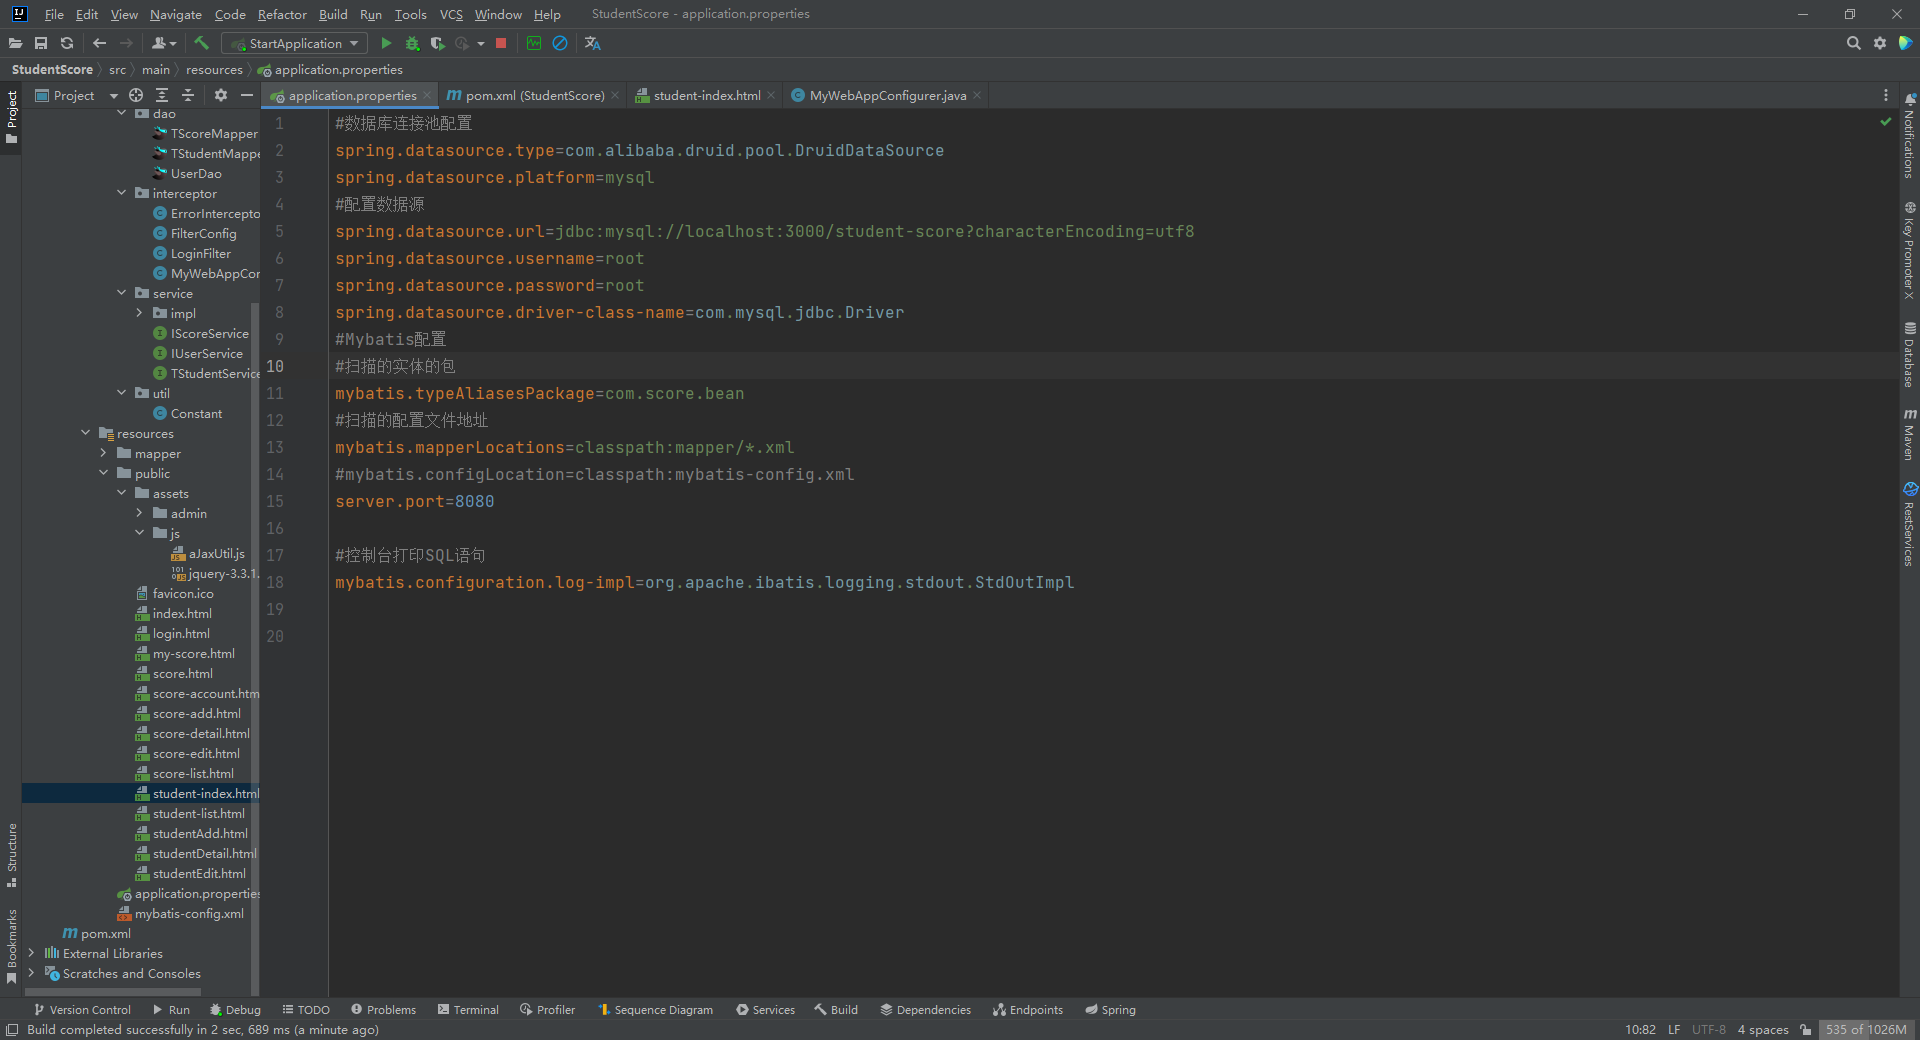 File Edit View Navigate Code Refactor Build Run Tools VCS Window Help StudentScore - application.properties
StartApplication
StudentScore src main resources application.properties
Project application.properties pom.xml (StudentScore) student-index.html MyWebAppConfigurer.java
Project
dao
TScoreMapper
TStudentMappe
UserDao
interceptor
ErrorIntercepto
FilterConfig
LoginFilter
MyWebAppCor
service
impl
IScoreService
IUserService
TStudentService
util
Constant
resources
mapper
public
assets
admin
js
aJaxUtil.js
jquery-3.3.1.
favicon.ico
index.html
login.html
my-score.html
score.html
score-account.htm
score-add.html
score-detail.html
score-edit.html
score-list.html
student-index.html
student-list.html
studentAdd.html
studentDetail.html
studentEdit.html
application.properties
mybatis-config.xml
pom.xml
External Libraries
Scratches and Consoles
Structure
Bookmarks
1 #数据库连接池配置
2 spring.datasource.type=com.alibaba.druid.pool.DruidDataSource
3 spring.datasource.platform=mysql
4 #配置数据源
5 spring.datasource.url=jdbc:mysql://localhost:3000/student-score?characterEncoding=utf8
6 spring.datasource.username=root
7 spring.datasource.password=root
8 spring.datasource.driver-class-name=com.mysql.jdbc.Driver
9 #Mybatis配置
10 #扫描的实体的包
11 mybatis.typeAliasesPackage=com.score.bean
12 #扫描的配置文件地址
13 mybatis.mapperLocations=classpath:mapper/*.xml
14 #mybatis.configLocation=classpath:mybatis-config.xml
15 server.port=8080
16
17 #控制台打印SQL语句
18 mybatis.configuration.log-impl=org.apache.ibatis.logging.stdout.StdOutImpl
19
20
Notifications
Key Promoter X
Database
Maven
RestServices
Version Control Run Debug TODO Problems Terminal Profiler Sequence Diagram Services Build Dependencies Endpoints Spring
Build completed successfully in 2 sec, 689 ms (a minute ago) 10:82 LF UTF-8 4 spaces 535 of 1026M